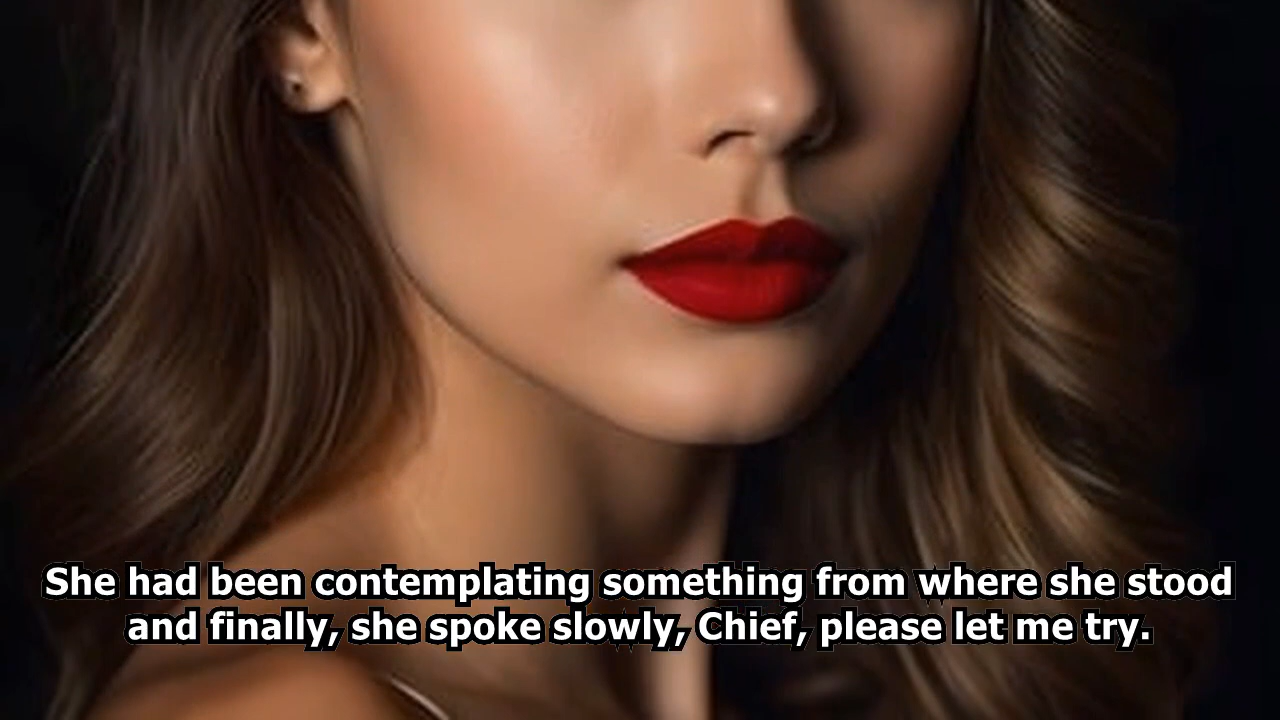 She had been contemplating something from where she stood
and finally, she spoke slowly, Chief, please let me try.